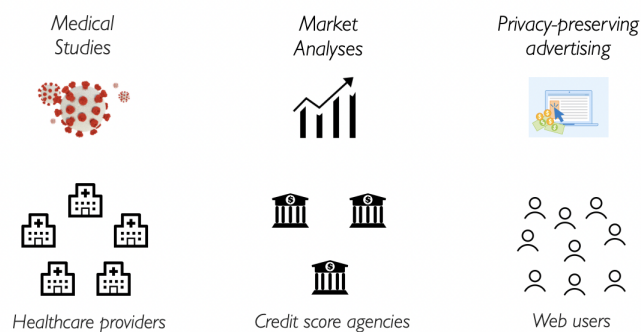 Medical
Studies
Market
Analyses
Privacy-preserving
advertising
Healthcare providers
Credit score agencies
Web users